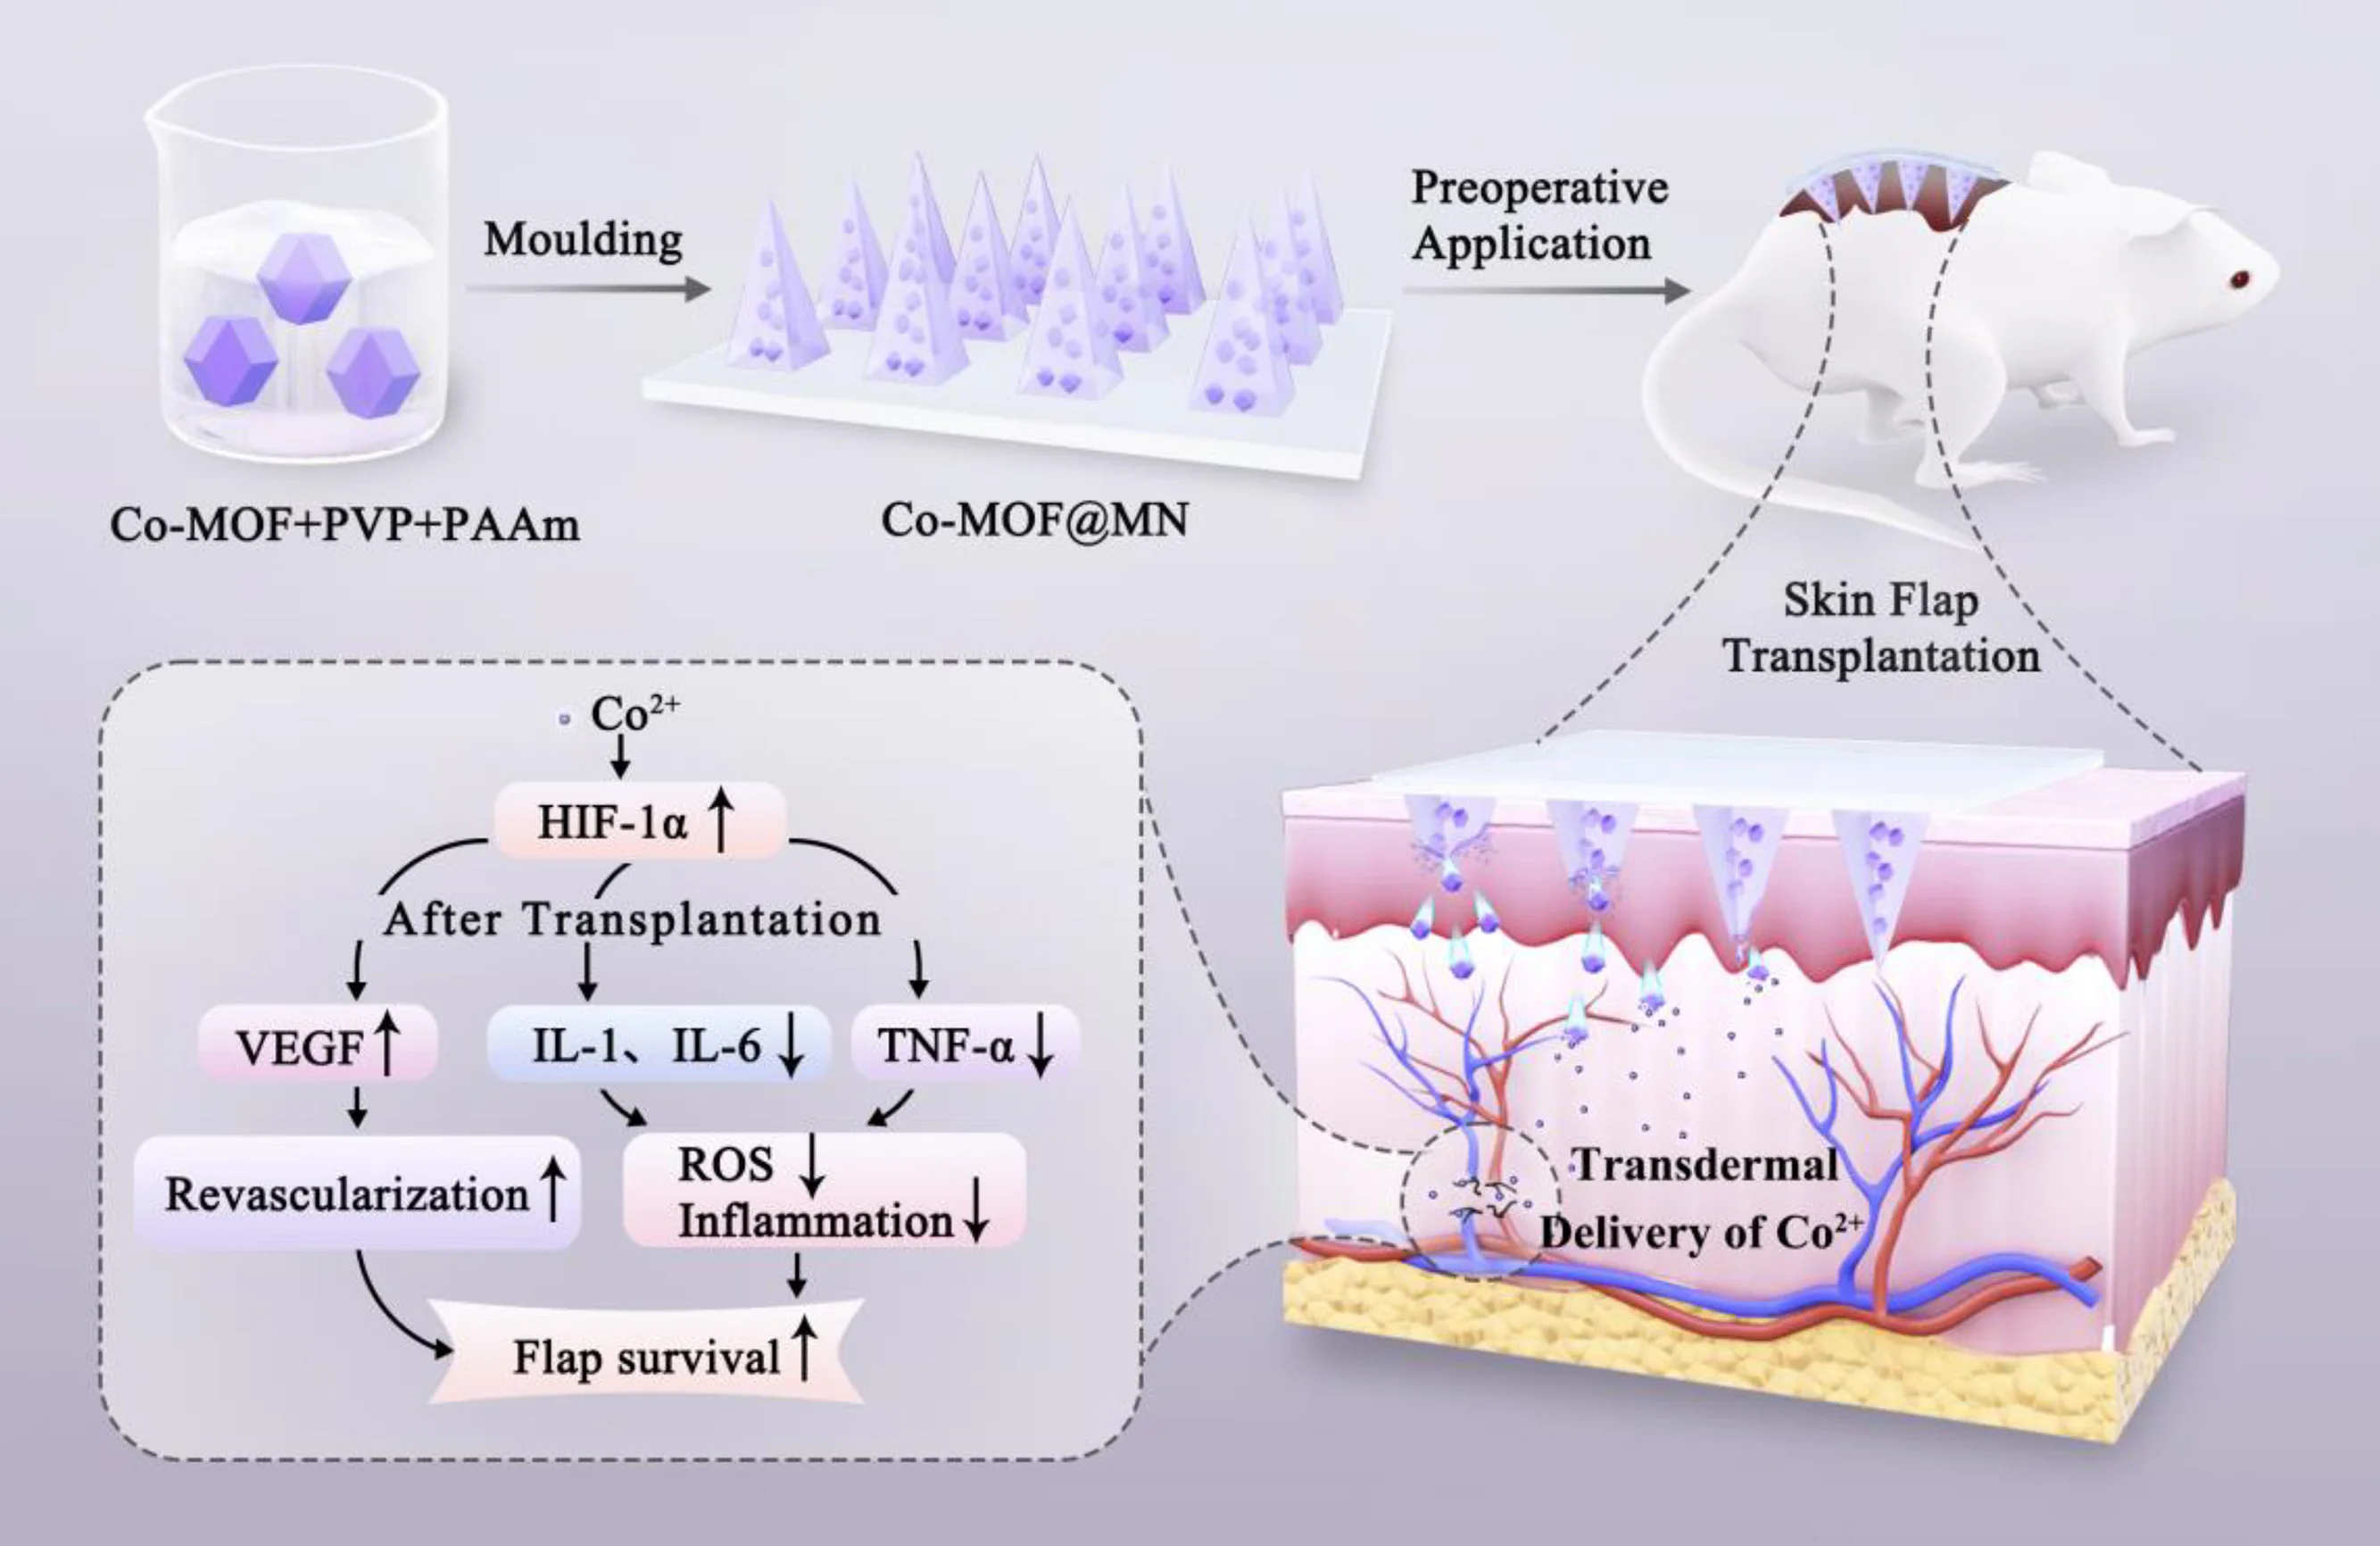 Moulding
Preoperative
Application
Co-MOF+PVP+PAAm
Co-MOF@MN
Skin Flap
Transplantation
Co²⁺
HIF-1α ↑
After Transplantation
VEGF ↑
IL-1、IL-6 ↓
TNF-α ↓
Revascularization ↑
ROS ↓
Inflammation ↓
Flap survival ↑
Transdermal
Delivery of Co²⁺